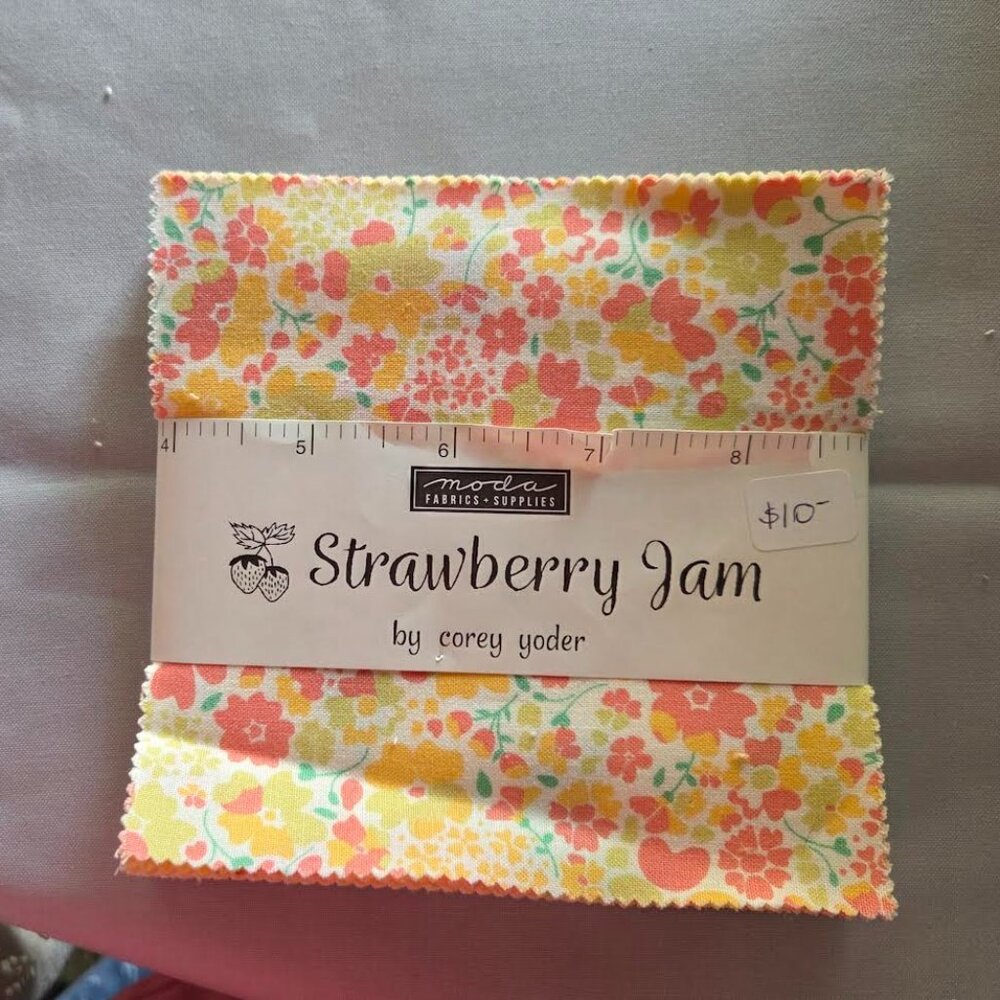 4 5 6 7 8
moda
FABRICS + SUPPLIES
$10-
Strawberry Jam
by corey yoder